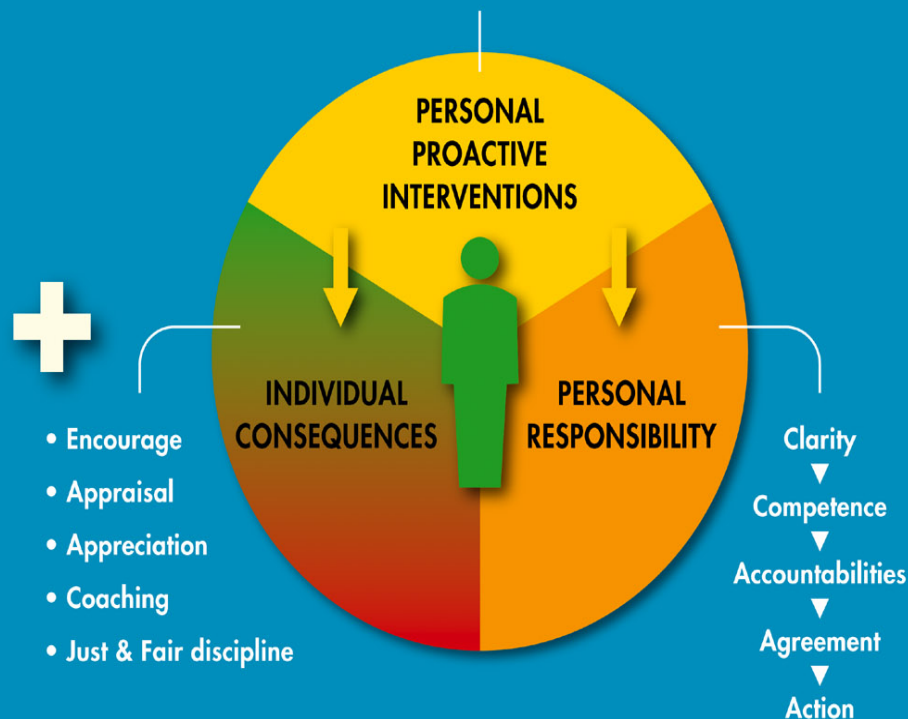 PERSONAL
PROACTIVE
INTERVENTIONS
INDIVIDUAL
CONSEQUENCES
PERSONAL
RESPONSIBILITY
• Encourage
• Appraisal
• Appreciation
• Coaching
• Just & Fair discipline
Clarity
Competence
Accountabilities
Agreement
Action